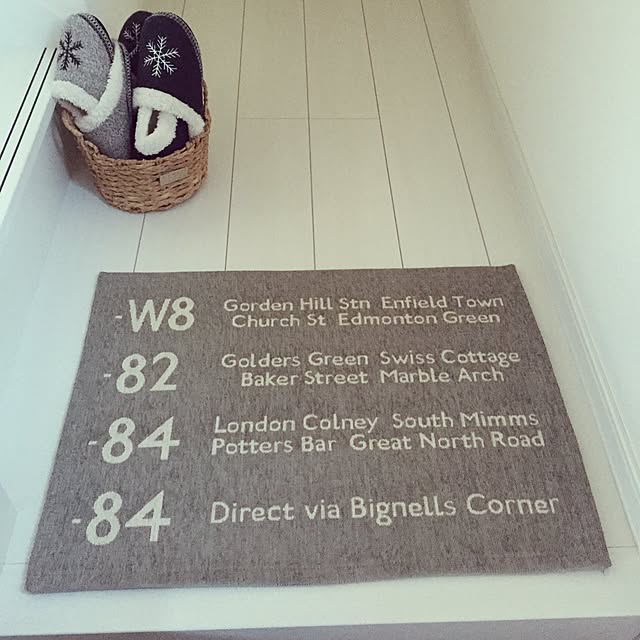 -W8 Gorden Hill Stn Enfield Town
Church St Edmonton Green
-82 Golders Green Swiss Cottage
Baker Street Marble Arch
-84 London Colney South Mimms
Potters Bar Great North Road
-84 Direct via Bignells Corner